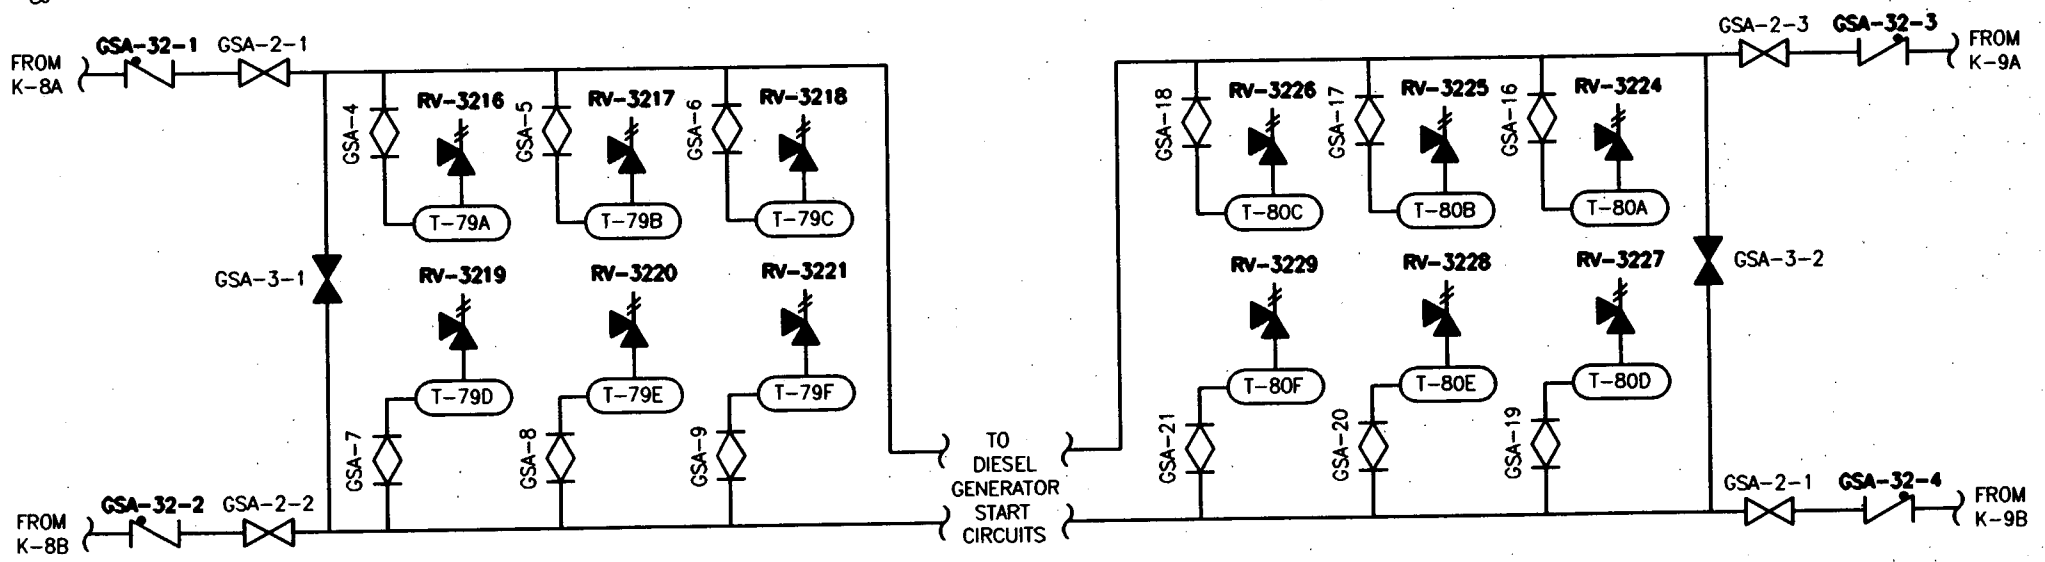 FROM
K-8A
GSA-32-1
GSA-2-1
GSA-4
RV-3216
T-79A
GSA-5
RV-3217
T-79B
GSA-6
RV-3218
T-79C
GSA-18
RV-3226
T-80C
GSA-17
RV-3225
T-80B
GSA-16
RV-3224
T-80A
GSA-2-3
GSA-32-3
FROM
K-9A
GSA-3-1
GSA-3-2
RV-3219
T-79D
GSA-7
RV-3220
T-79E
GSA-8
RV-3221
T-79F
GSA-9
TO
DIESEL
GENERATOR
START
CIRCUITS
RV-3229
T-80F
GSA-21
RV-3228
T-80E
GSA-20
RV-3227
T-80D
GSA-19
FROM
K-8B
GSA-32-2
GSA-2-2
GSA-2-1
GSA-32-4
FROM
K-9B